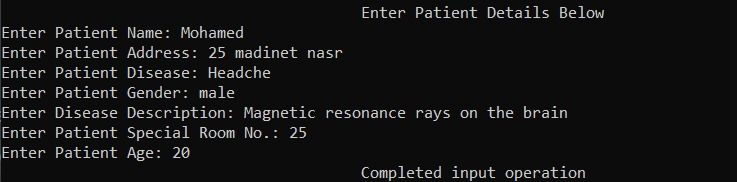 Enter Patient Details Below
Enter Patient Name: Mohamed
Enter Patient Address: 25 madinet nasr
Enter Patient Disease: Headche
Enter Patient Gender: male
Enter Disease Description: Magnetic resonance rays on the brain
Enter Patient Special Room No.: 25
Enter Patient Age: 20
Completed input operation